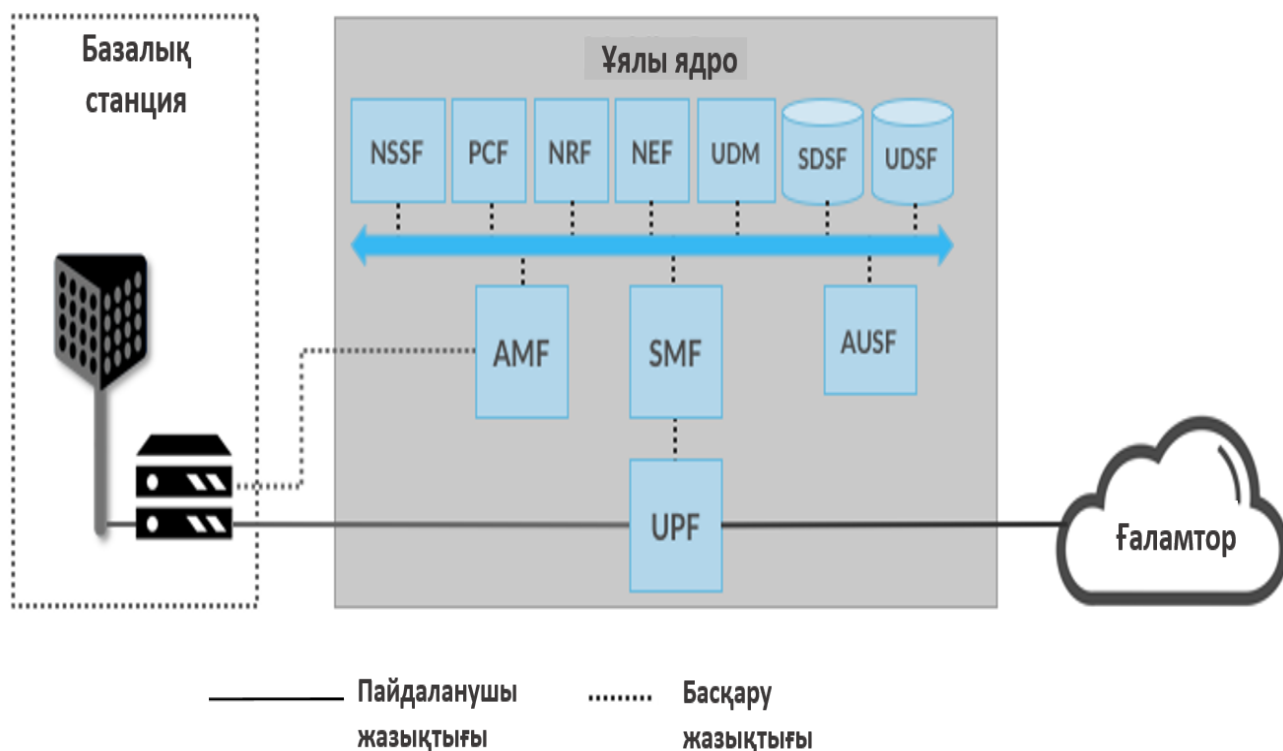 Базалық
станция
Ұялы ядро
NSSF
PCF
NRF
NEF
UDM
SDSF
UDSF
AMF
SMF
AUSF
UPF
Ғаламтор
Пайдаланушы
жазықтығы
Басқару
жазықтығы